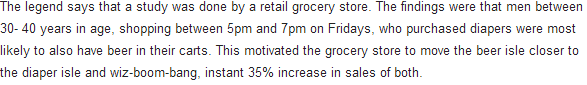 The legend says that a study was done by a retail grocery store. The findings were that men between
30- 40 years in age, shopping between 5pm and 7pm on Fridays, who purchased diapers were most
likely to also have beer in their carts. This motivated the grocery store to move the beer isle closer to
the diaper isle and wiz-boom-bang, instant 35% increase in sales of both.